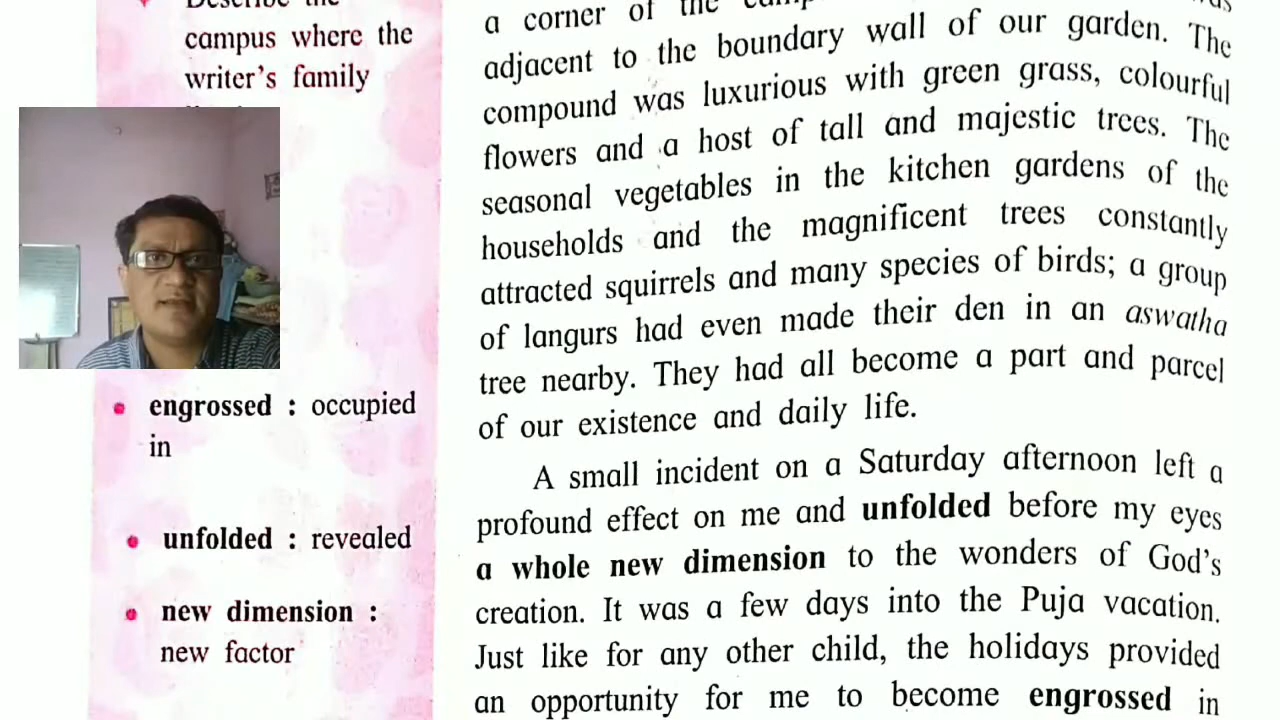 Describe the
campus where the
writer's family
engrossed : occupied
in
unfolded : revealed
new dimension :
new factor
a corner of the
adjacent to the boundary wall of our garden. The
compound was luxurious with green grass, colourful
flowers and a host of tall and majestic trees. The
seasonal vegetables in the kitchen gardens of the
households and the magnificent trees constantly
attracted squirrels and many species of birds; a group
of langurs had even made their den in an aswatha
tree nearby. They had all become a part and parcel
of our existence and daily life.
A small incident on a Saturday afternoon left a
profound effect on me and unfolded before my eyes
a whole new dimension to the wonders of God's
creation. It was a few days into the Puja vacation.
Just like for any other child, the holidays provided
an opportunity for me to become engrossed in